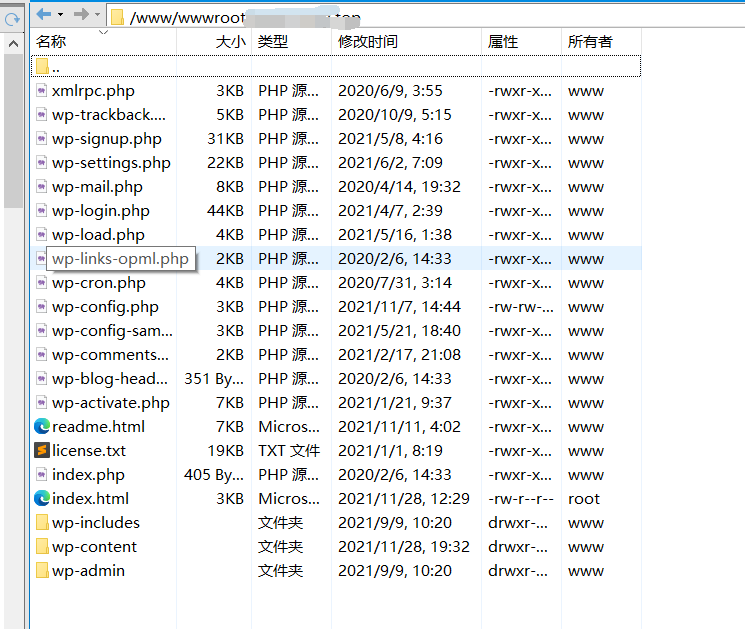 /www/wwwroot
名称 大小 类型 修改时间 属性 所有者
..
xmlrpc.php 3KB PHP 源... 2020/6/9, 3:55 -rwxr-x... www
wp-trackback.... 5KB PHP 源... 2020/10/9, 5:15 -rwxr-x... www
wp-signup.php 31KB PHP 源... 2021/5/8, 4:16 -rwxr-x... www
wp-settings.php 22KB PHP 源... 2021/6/2, 7:09 -rwxr-x... www
wp-mail.php 8KB PHP 源... 2020/4/14, 19:32 -rwxr-x... www
wp-login.php 44KB PHP 源... 2021/4/7, 2:39 -rwxr-x... www
wp-load.php 4KB PHP 源... 2021/5/16, 1:38 -rwxr-x... www
wp-links-opml.php 2KB PHP 源... 2020/2/6, 14:33 -rwxr-x... www
wp-cron.php 4KB PHP 源... 2020/7/31, 3:14 -rwxr-x... www
wp-config.php 3KB PHP 源... 2021/11/7, 14:44 -rw-rw-... www
wp-config-sam... 3KB PHP 源... 2021/5/21, 18:40 -rwxr-x... www
wp-comments... 2KB PHP 源... 2021/2/17, 21:08 -rwxr-x... www
wp-blog-head... 351 By... PHP 源... 2020/2/6, 14:33 -rwxr-x... www
wp-activate.php 7KB PHP 源... 2021/1/21, 9:37 -rwxr-x... www
readme.html 7KB Micros... 2021/11/11, 4:02 -rwxr-x... www
license.txt 19KB TXT 文件 2021/1/1, 8:19 -rwxr-x... www
index.php 405 By... PHP 源... 2020/2/6, 14:33 -rwxr-x... www
index.html 3KB Micros... 2021/11/28, 12:29 -rw-r--r-- root
wp-includes 文件夹 2021/9/9, 10:20 drwxr-... www
wp-content 文件夹 2021/11/28, 19:32 drwxr-... www
wp-admin 文件夹 2021/9/9, 10:20 drwxr-... www